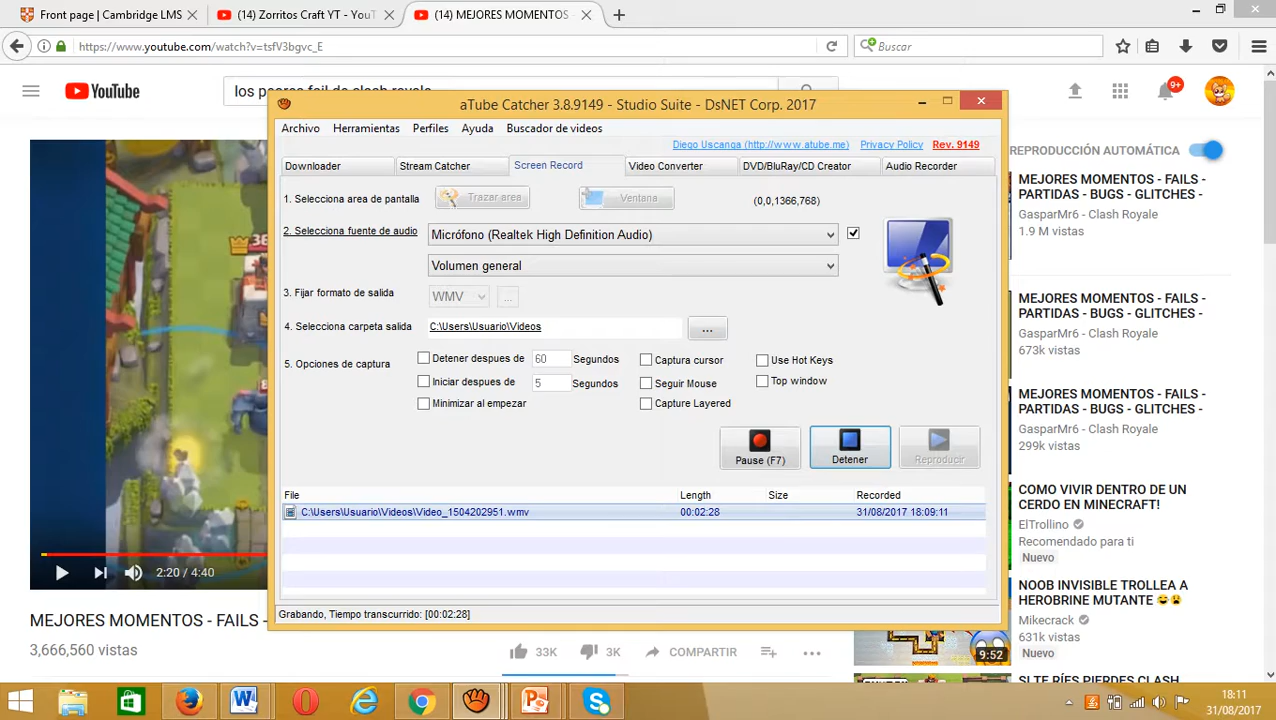 Front page | Cambridge LMS
(14) Zorritos Craft YT - YouT
(14) MEJORES MOMENTOS
https://www.youtube.com/watch?v=tsfV3bgvc_E
Buscar
YouTube
9+
aTube Catcher 3.8.9149 - Studio Suite - DsNET Corp. 2017
Archivo Herramientas Perfiles Ayuda Buscador de videos
Diego Uscanga (http://www.atube.me) Privacy Policy Rev. 9149
Downloader Stream Catcher Screen Record Video Converter DVD/BluRay/CD Creator Audio Recorder
1. Selecciona area de pantalla Trazar area Ventana (0,0,1366,768)
2. Selecciona fuente de audio Micrófono (Realtek High Definition Audio)
Volumen general
3. Fijar formato de salida WMV ...
4. Selecciona carpeta salida C:\Users\Usuario\Videos ...
5. Opciones de captura
Detener despues de 60 Segundos Captura cursor Use Hot Keys
Iniciar despues de 5 Segundos Seguir Mouse Top window
Minimizar al empezar Capture Layered
Pause (F7) Detener Reproducir
File Length Size Recorded
C:\Users\Usuario\Videos\Video_1504202951.wmv 00:02:28 31/08/2017 18:09:11
Grabando, Tiempo transcurrido: [00:02:28]
2:20 / 4:40
MEJORES MOMENTOS - FAILS -
3,666,560 vistas
33K 3K COMPARTIR
REPRODUCCIÓN AUTOMÁTICA
MEJORES MOMENTOS - FAILS -
PARTIDAS - BUGS - GLITCHES -
GasparMr6 - Clash Royale
1.9 M vistas
MEJORES MOMENTOS - FAILS -
PARTIDAS - BUGS - GLITCHES -
GasparMr6 - Clash Royale
673k vistas
MEJORES MOMENTOS - FAILS -
PARTIDAS - BUGS - GLITCHES -
GasparMr6 - Clash Royale
299k vistas
COMO VIVIR DENTRO DE UN
CERDO EN MINECRAFT!
ElTrollino
Recomendado para ti
Nuevo
NOOB INVISIBLE TROLLEA A
HEROBRINE MUTANTE
Mikecrack
631k vistas
Nuevo
9:52
SI TE RÍES PIERDES CLASH
18:11
31/08/2017